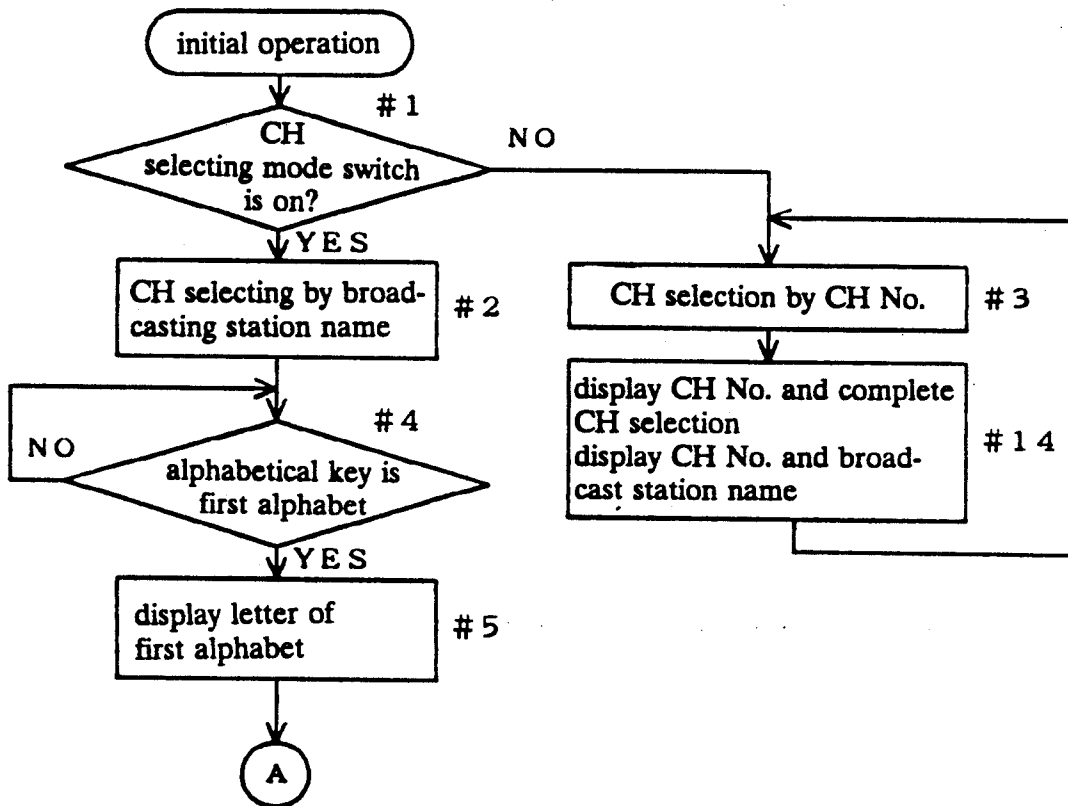 initial operation
#1
CH
selecting mode switch
is on?
NO
YES
CH selecting by broad-
casting station name
#2
CH selection by CH No.
#3
display CH No. and complete
CH selection
display CH No. and broad-
cast station name
#14
#4
NO
alphabetical key is
first alphabet
YES
display letter of
first alphabet
#5
A